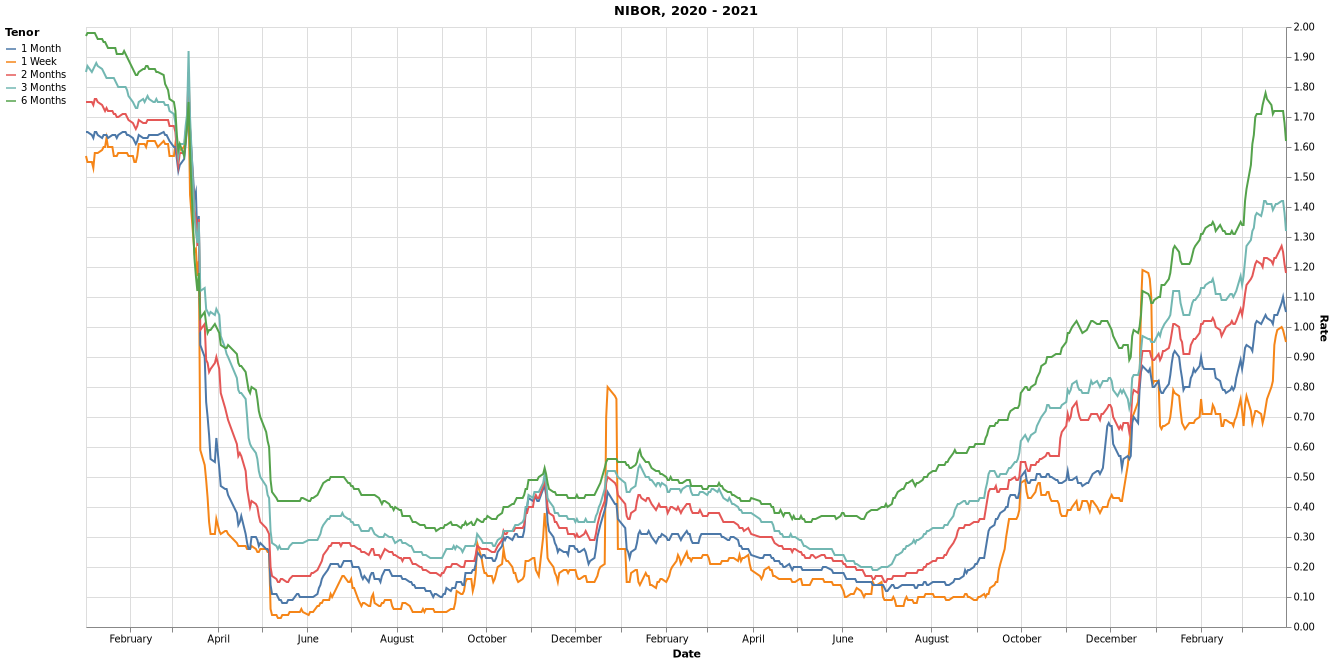 NIBOR, 2020 - 2021
Tenor
1 Month
1 Week
2 Months
3 Months
6 Months
2.00
1.90
1.80
1.70
1.60
1.50
1.40
1.30
1.20
1.10
1.00
0.90
0.80
0.70
0.60
0.50
0.40
0.30
0.20
0.10
0.00
Rate
February April June August October December February April June August October December February
Date